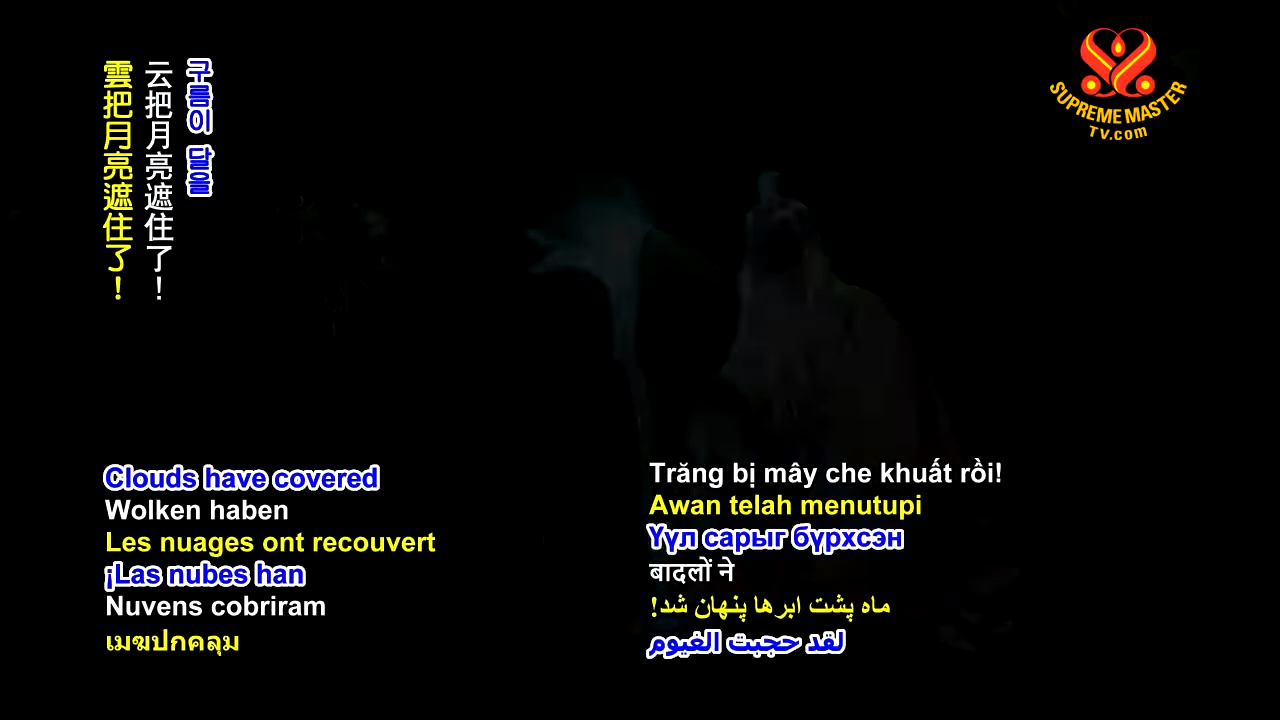 雲把月亮遮住了！
云把月亮遮住了！
구름이 달을
SUPREME MASTER
TV.com
Clouds have covered
Wolken haben
Les nuages ont recouvert
¡Las nubes han
Nuvens cobriram
เมฆปกคลุม
Trăng bị mây che khuất rồi!
Awan telah menutupi
Үүл сарыг бүрхсэн
बादलों ने
ماه پشت ابرها پنهان شد!
لقد حجبت الغيوم